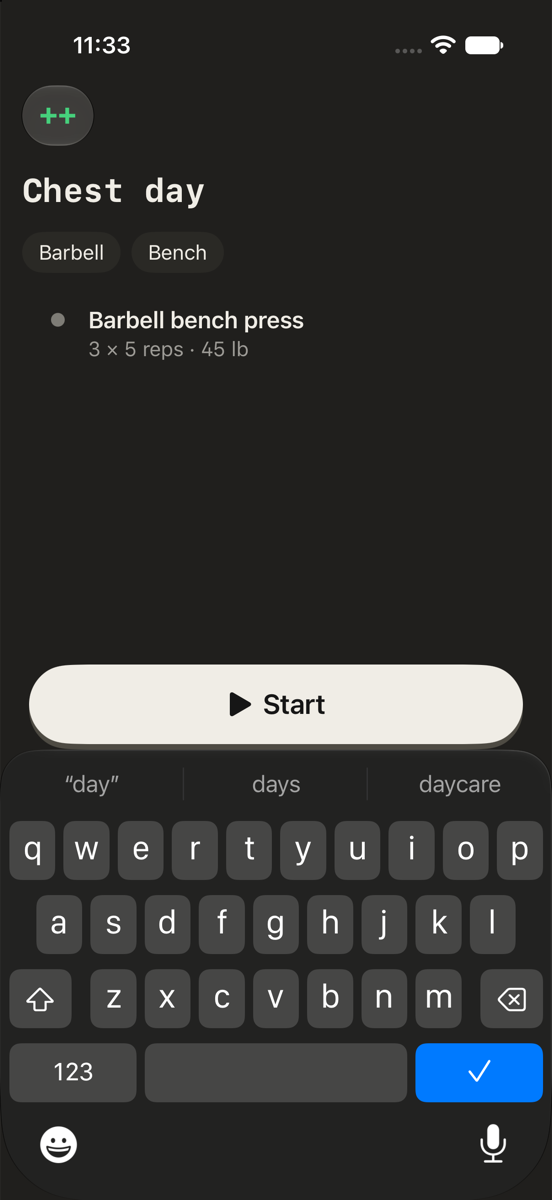 11:33
++
Chest day
Barbell Bench
Barbell bench press
3 × 5 reps · 45 lb
Start
“day” days daycare
q w e r t y u i o p
a s d f g h j k l
z x c v b n m
123